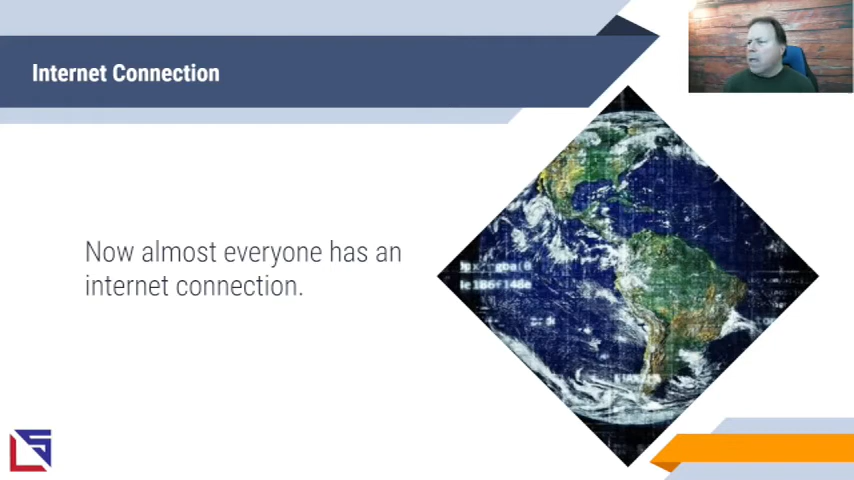 Internet Connection
Now almost everyone has an
internet connection.